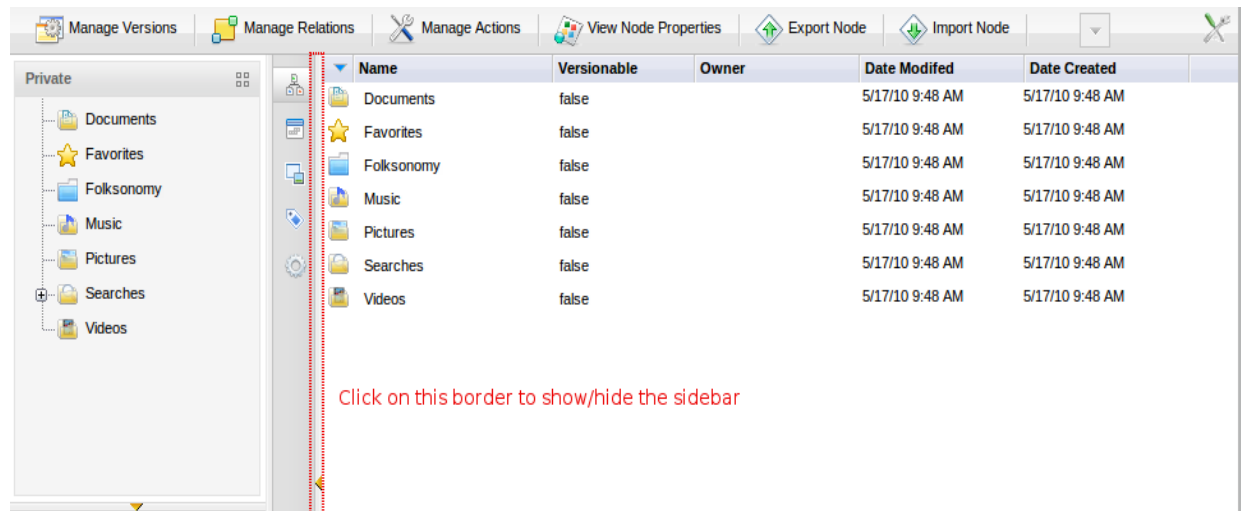 Manage Versions Manage Relations Manage Actions View Node Properties Export Node Import Node
Private
Documents
Favorites
Folksonomy
Music
Pictures
Searches
Videos
Name Versionable Owner Date Modifed Date Created
Documents false 5/17/10 9:48 AM 5/17/10 9:48 AM
Favorites false 5/17/10 9:48 AM 5/17/10 9:48 AM
Folksonomy false 5/17/10 9:48 AM 5/17/10 9:48 AM
Music false 5/17/10 9:48 AM 5/17/10 9:48 AM
Pictures false 5/17/10 9:48 AM 5/17/10 9:48 AM
Searches false 5/17/10 9:48 AM 5/17/10 9:48 AM
Videos false 5/17/10 9:48 AM 5/17/10 9:48 AM
Click on this border to show/hide the sidebar